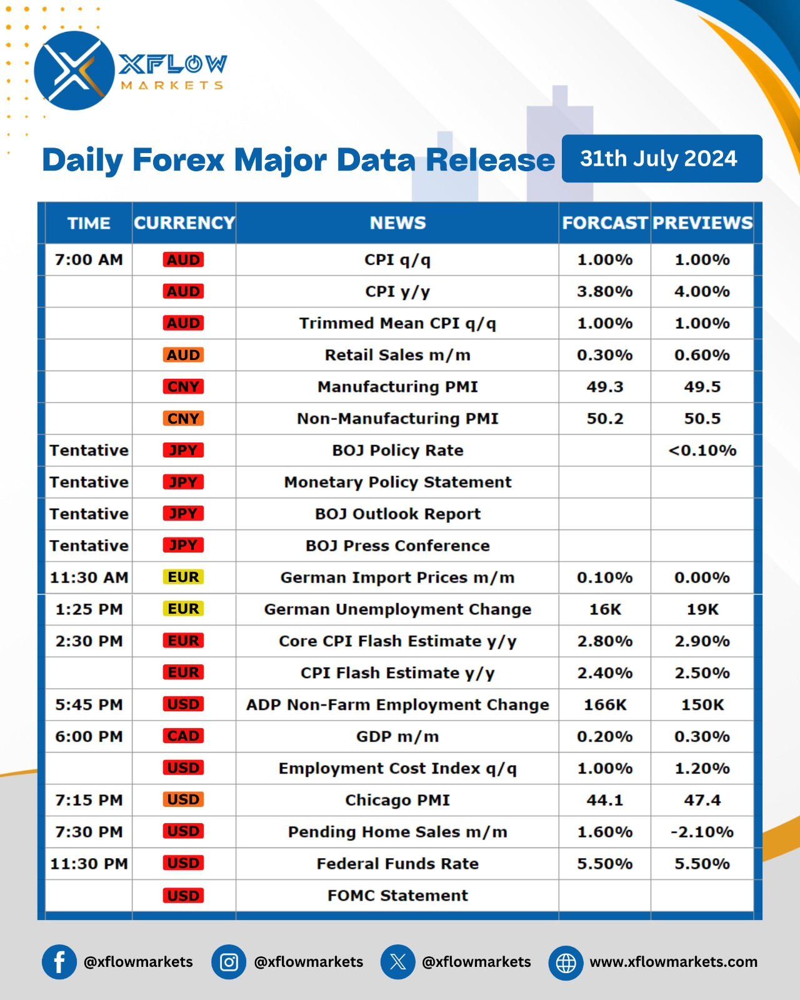 XFLOW
MARKETS
Daily Forex Major Data Release 31th July 2024
TIME CURRENCY NEWS FORCAST PREVIEWS
7:00 AM AUD CPI q/q 1.00% 1.00%
AUD CPI y/y 3.80% 4.00%
AUD Trimmed Mean CPI q/q 1.00% 1.00%
AUD Retail Sales m/m 0.30% 0.60%
CNY Manufacturing PMI 49.3 49.5
CNY Non-Manufacturing PMI 50.2 50.5
Tentative JPY BOJ Policy Rate <0.10%
Tentative JPY Monetary Policy Statement
Tentative JPY BOJ Outlook Report
Tentative JPY BOJ Press Conference
11:30 AM EUR German Import Prices m/m 0.10% 0.00%
1:25 PM EUR German Unemployment Change 16K 19K
2:30 PM EUR Core CPI Flash Estimate y/y 2.80% 2.90%
EUR CPI Flash Estimate y/y 2.40% 2.50%
5:45 PM USD ADP Non-Farm Employment Change 166K 150K
6:00 PM CAD GDP m/m 0.20% 0.30%
USD Employment Cost Index q/q 1.00% 1.20%
7:15 PM USD Chicago PMI 44.1 47.4
7:30 PM USD Pending Home Sales m/m 1.60% -2.10%
11:30 PM USD Federal Funds Rate 5.50% 5.50%
USD FOMC Statement
@xflowmarkets @xflowmarkets @xflowmarkets www.xflowmarkets.com